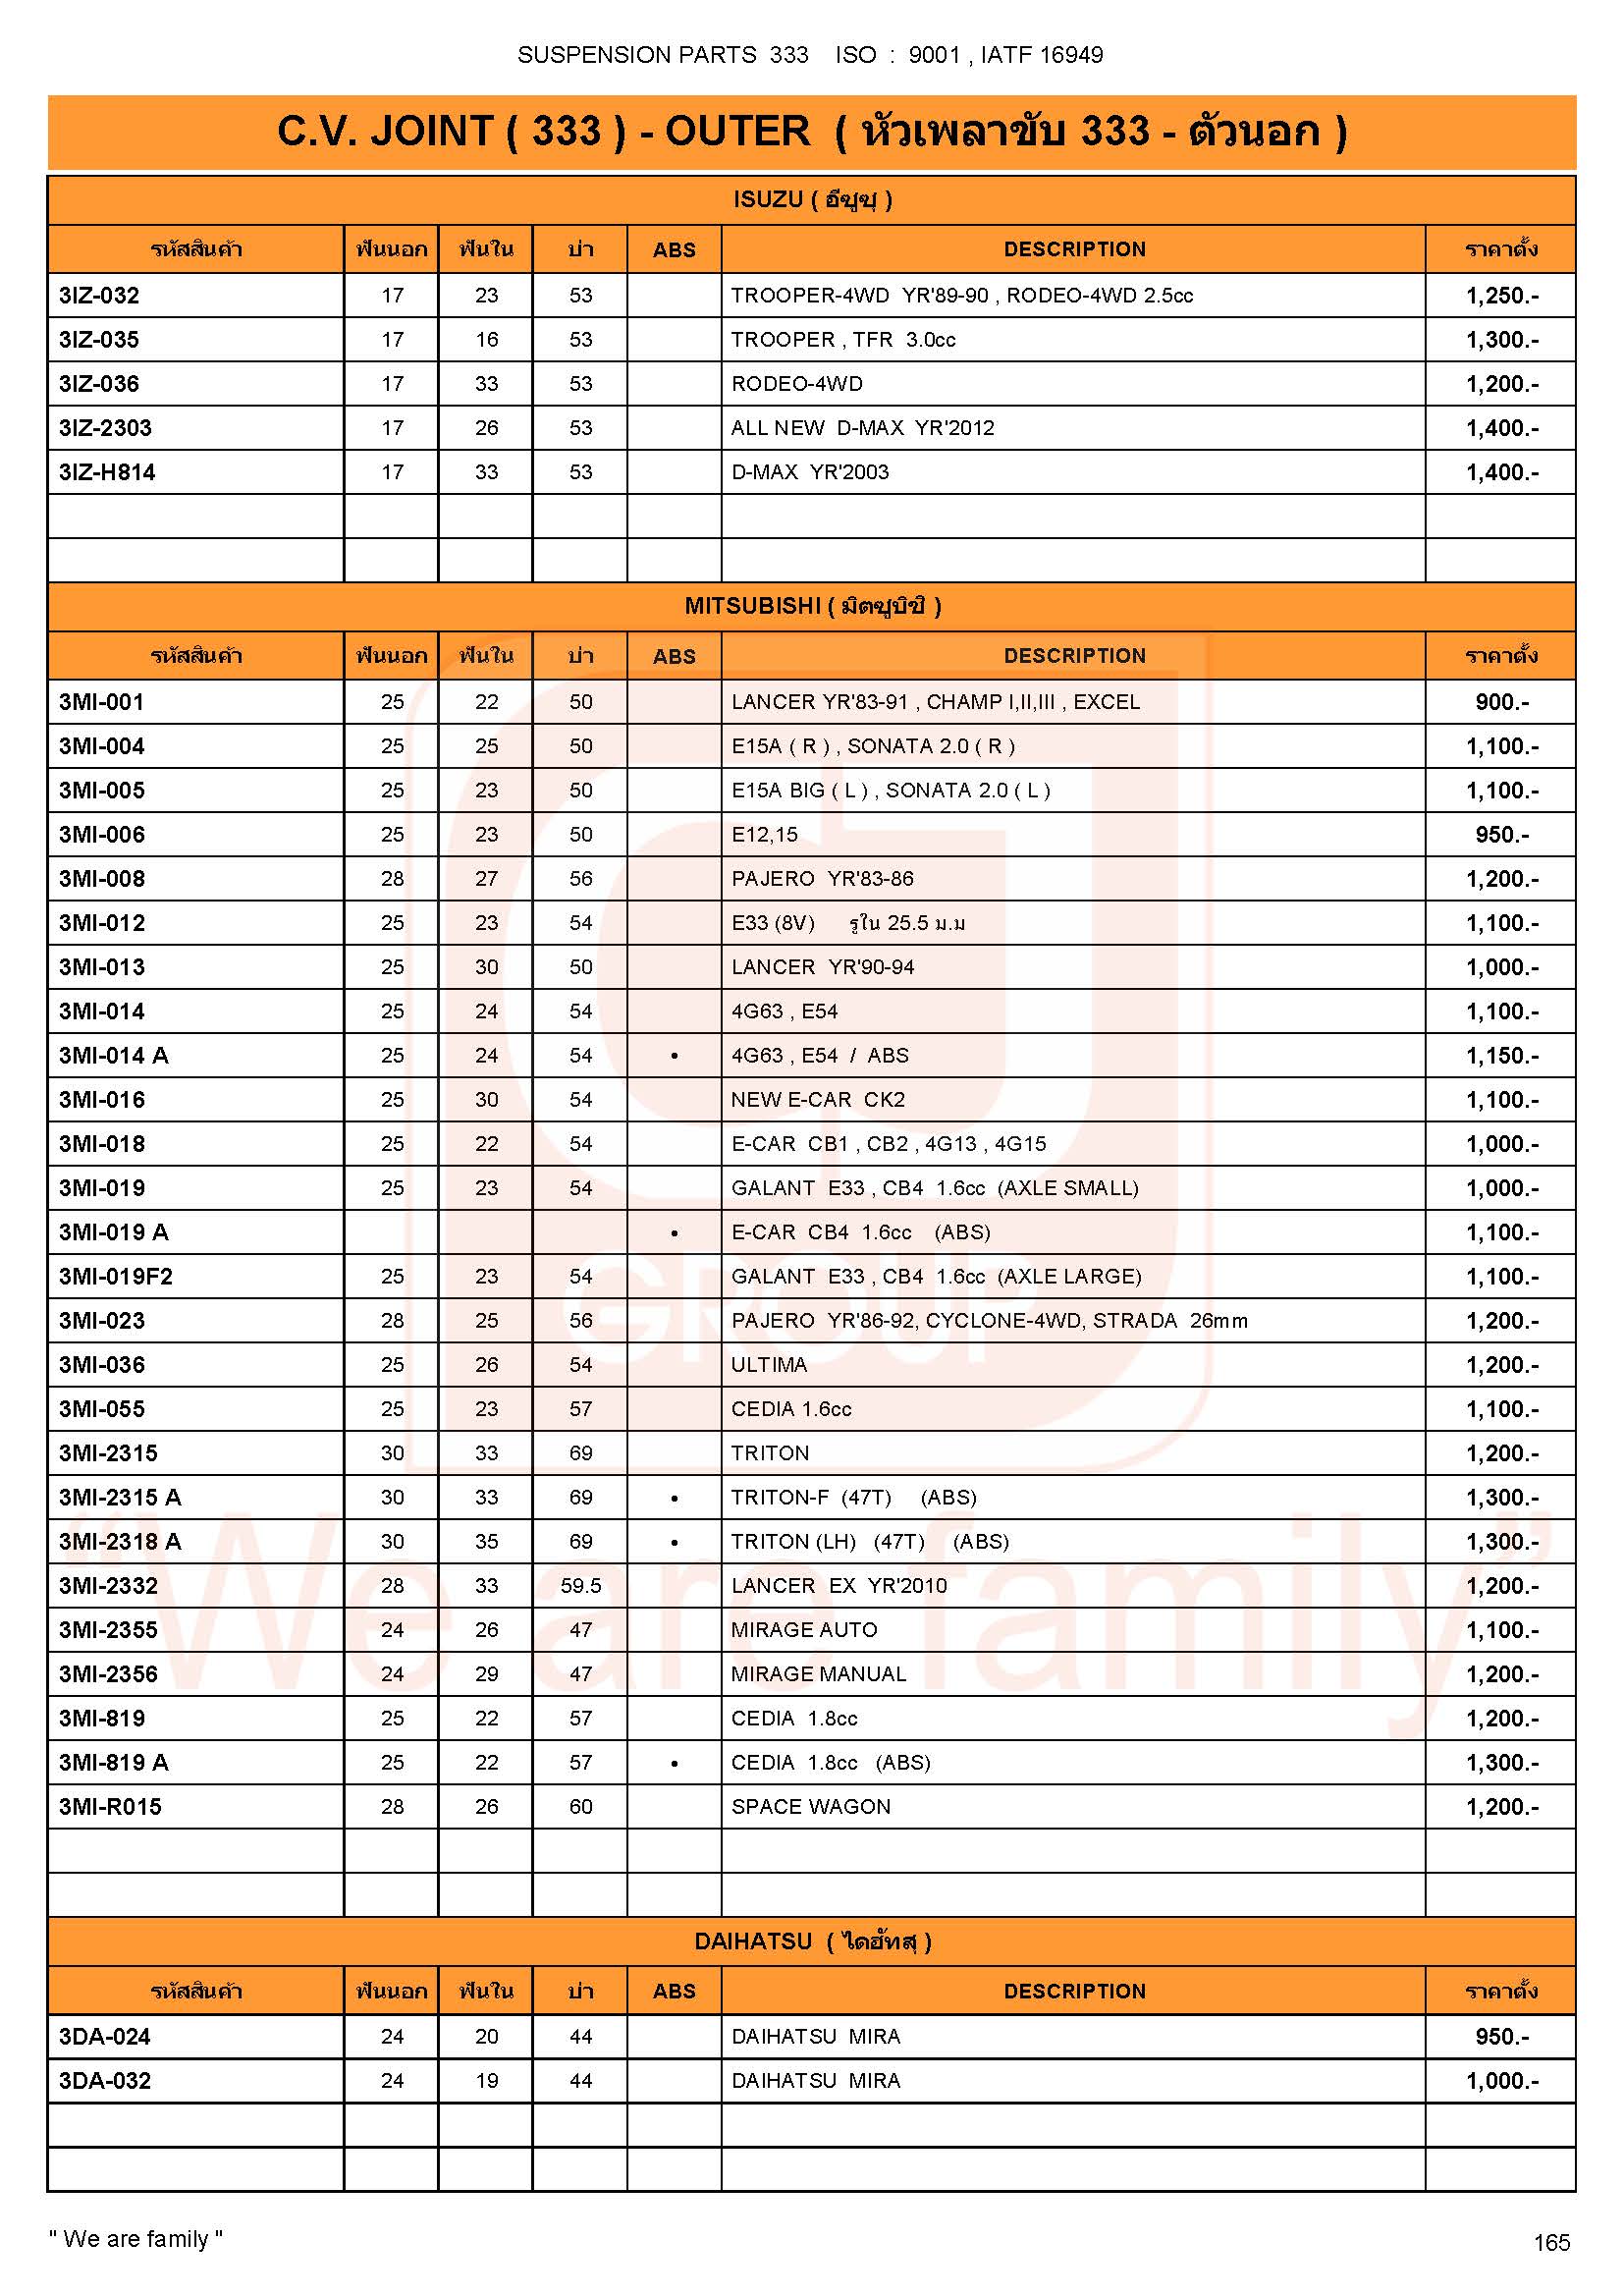 SUSPENSION PARTS 333 ISO : 9001 , IATF 16949
C.V. JOINT ( 333 ) - OUTER ( หัวเพลาขับ 333 - ตัวนอก )
ISUZU ( อีซูซุ )
รหัสสินค้า ฟันนอก ฟันใน บ่า ABS DESCRIPTION ราคาตั้ง
3IZ-032 17 23 53 TROOPER-4WD YR'89-90 , RODEO-4WD 2.5cc 1,250.-
3IZ-035 17 16 53 TROOPER , TFR 3.0cc 1,300.-
3IZ-036 17 33 53 RODEO-4WD 1,200.-
3IZ-2303 17 26 53 ALL NEW D-MAX YR'2012 1,400.-
3IZ-H814 17 33 53 D-MAX YR'2003 1,400.-
MITSUBISHI ( มิตซูบิชิ )
รหัสสินค้า ฟันนอก ฟันใน บ่า ABS DESCRIPTION ราคาตั้ง
3MI-001 25 22 50 LANCER YR'83-91 , CHAMP I,II,III , EXCEL 900.-
3MI-004 25 25 50 E15A ( R ) , SONATA 2.0 ( R ) 1,100.-
3MI-005 25 23 50 E15A BIG ( L ) , SONATA 2.0 ( L ) 1,100.-
3MI-006 25 23 50 E12,15 950.-
3MI-008 28 27 56 PAJERO YR'83-86 1,200.-
3MI-012 25 23 54 E33 (8V) รูใน 25.5 ม.ม 1,100.-
3MI-013 25 30 50 LANCER YR'90-94 1,000.-
3MI-014 25 24 54 4G63 , E54 1,100.-
3MI-014 A 25 24 54 • 4G63 , E54 / ABS 1,150.-
3MI-016 25 30 54 NEW E-CAR CK2 1,100.-
3MI-018 25 22 54 E-CAR CB1 , CB2 , 4G13 , 4G15 1,000.-
3MI-019 25 23 54 GALANT E33 , CB4 1.6cc (AXLE SMALL) 1,000.-
3MI-019 A • E-CAR CB4 1.6cc (ABS) 1,100.-
3MI-019F2 25 23 54 GALANT E33 , CB4 1.6cc (AXLE LARGE) 1,100.-
3MI-023 28 25 56 PAJERO YR'86-92, CYCLONE-4WD, STRADA 26mm 1,200.-
3MI-036 25 26 54 ULTIMA 1,200.-
3MI-055 25 23 57 CEDIA 1.6cc 1,100.-
3MI-2315 30 33 69 TRITON 1,200.-
3MI-2315 A 30 33 69 • TRITON-F (47T) (ABS) 1,300.-
3MI-2318 A 30 35 69 • TRITON (LH) (47T) (ABS) 1,300.-
3MI-2332 28 33 59.5 LANCER EX YR'2010 1,200.-
3MI-2355 24 26 47 MIRAGE AUTO 1,100.-
3MI-2356 24 29 47 MIRAGE MANUAL 1,200.-
3MI-819 25 22 57 CEDIA 1.8cc 1,200.-
3MI-819 A 25 22 57 • CEDIA 1.8cc (ABS) 1,300.-
3MI-R015 28 26 60 SPACE WAGON 1,200.-
DAIHATSU ( ไดฮัทสุ )
รหัสสินค้า ฟันนอก ฟันใน บ่า ABS DESCRIPTION ราคาตั้ง
3DA-024 24 20 44 DAIHATSU MIRA 950.-
3DA-032 24 19 44 DAIHATSU MIRA 1,000.-
CJ
GROUP
“We are family”
" We are family " 165